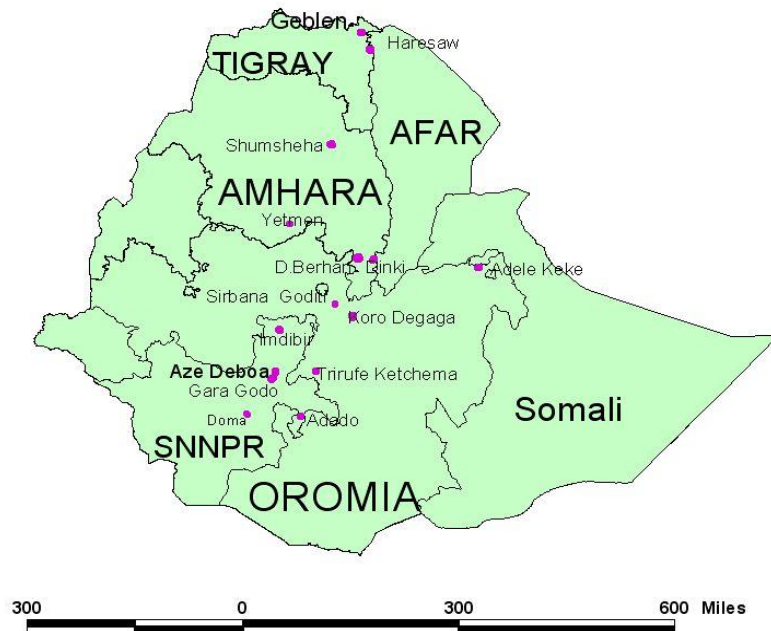 Geblen
Haresaw
TIGRAY
AFAR
Shumsheha
AMHARA
Yetmen
D.Berhan Dinki
Adele Keke
Sirbana Goditi
Koro Degaga
Imdibir
Aze Deboa
Trirufe Ketchema
Gara Godo
Somali
Doma
Adado
SNNPR
OROMIA
300 0 300 600 Miles